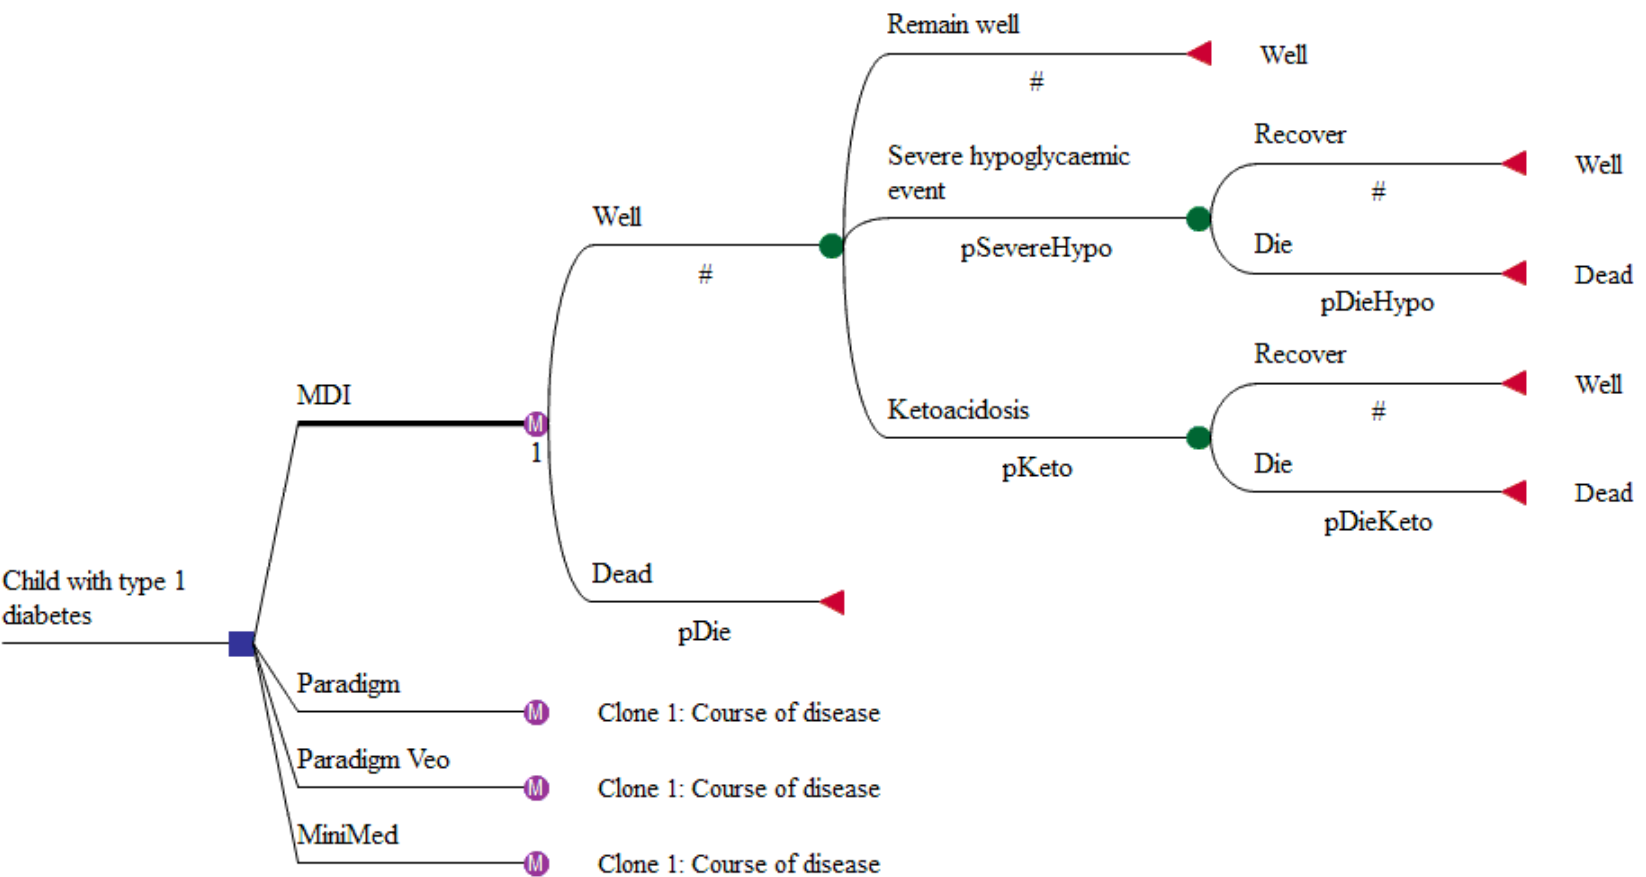 Remain well
Well
#
Recover
Severe hypoglycaemic
event
Well
#
Well
pSevereHypo
Die
#
Dead
pDieHypo
Recover
MDI
Well
Ketoacidosis
#
M
1
pKeto
Die
Dead
pDieKeto
Child with type 1
diabetes
Dead
pDie
Paradigm
M
Clone 1: Course of disease
Paradigm Veo
M
Clone 1: Course of disease
MiniMed
M
Clone 1: Course of disease